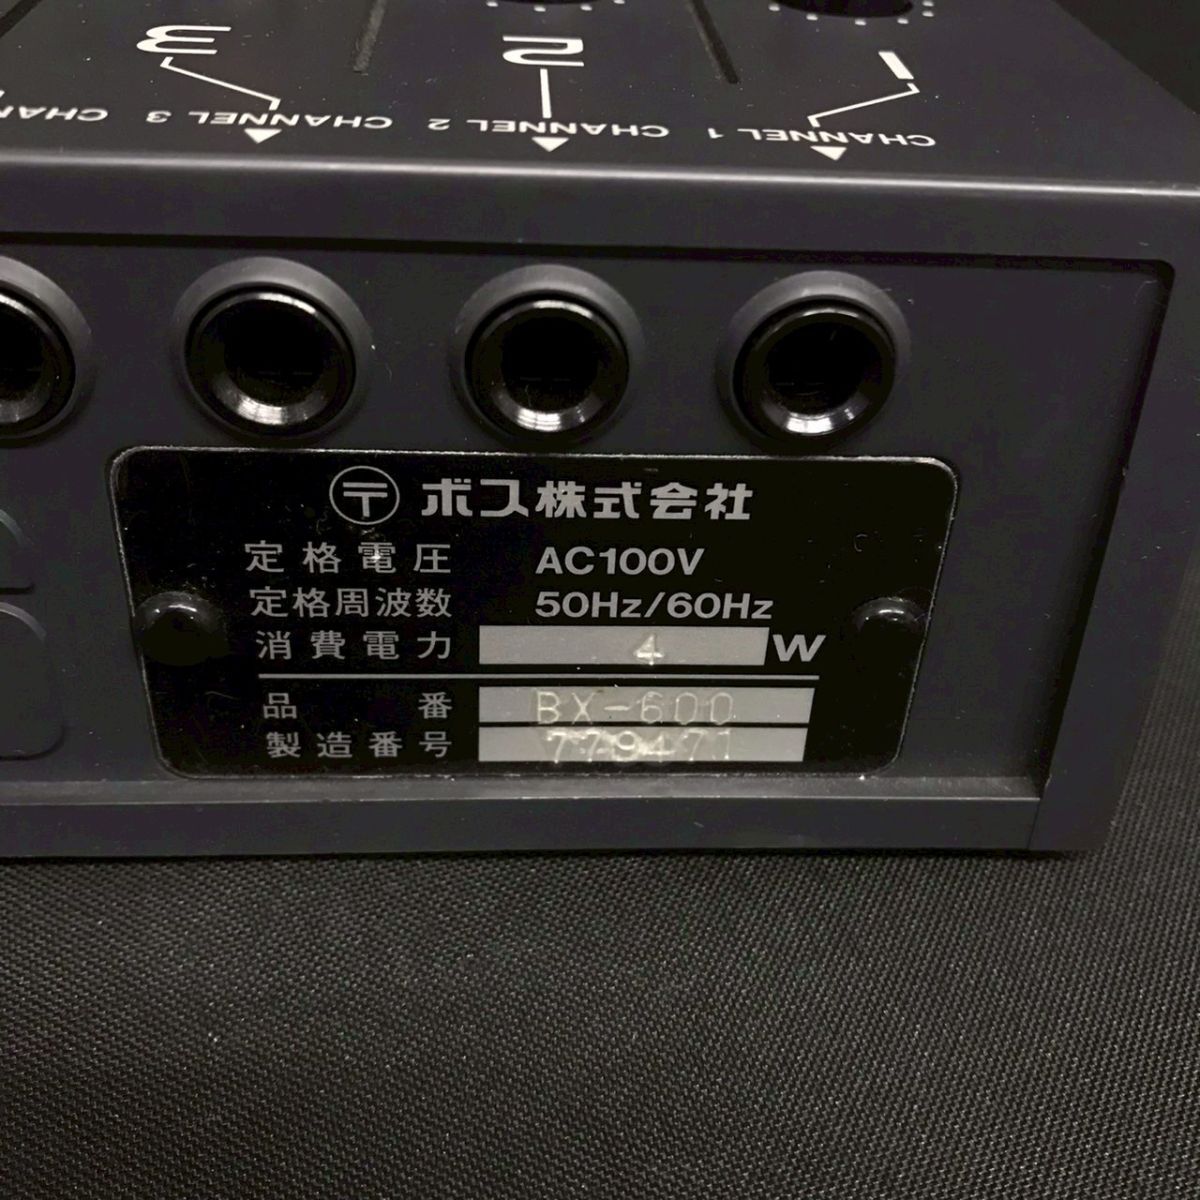 3 2 1
CHANNEL 3 CHANNEL 2 CHANNEL 1
〒 ボス株式会社
定格電圧 AC100V
定格周波数 50Hz/60Hz
消費電力 4 W
品番 BX-600
製造番号 779471